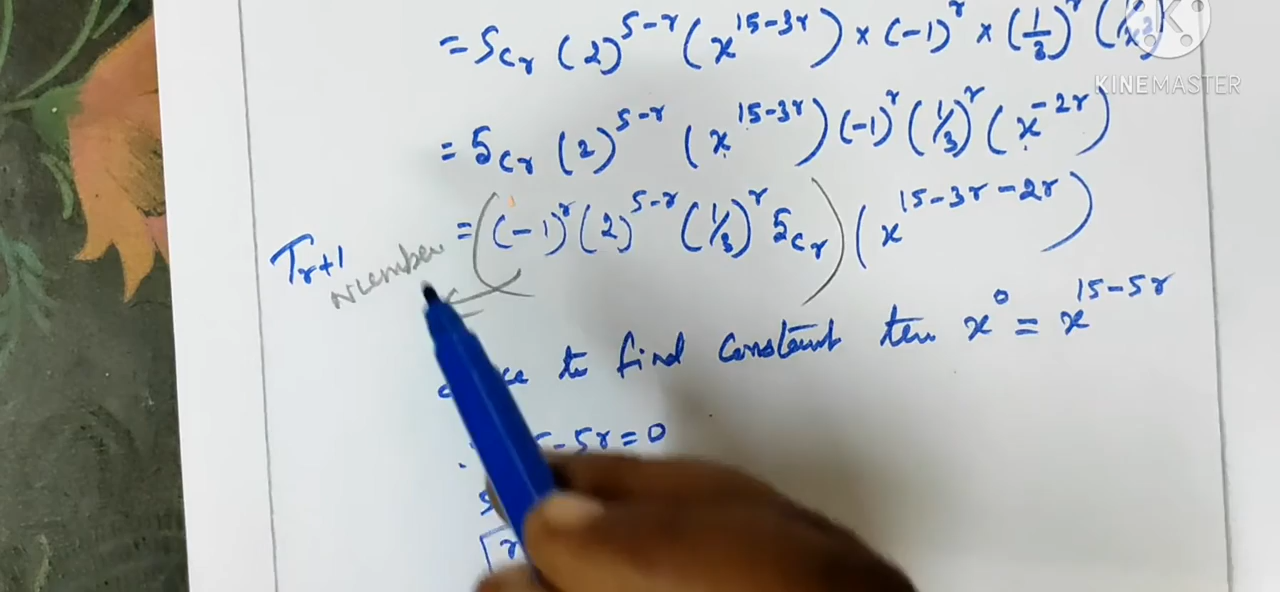 = 5Cr (2)^5-r (x^15-3r) × (-1)^r × (1/3)^r
KINEMASTER
= 5Cr (2)^5-r (x^15-3r) (-1)^r (1/3)^r (x^-2r)
Tr+1 = ((-1)^r (2)^5-r (1/3)^r 5Cr) (x^15-3r-2r)
Number
to find constant term x^0 = x^15-5r
-5r = 0